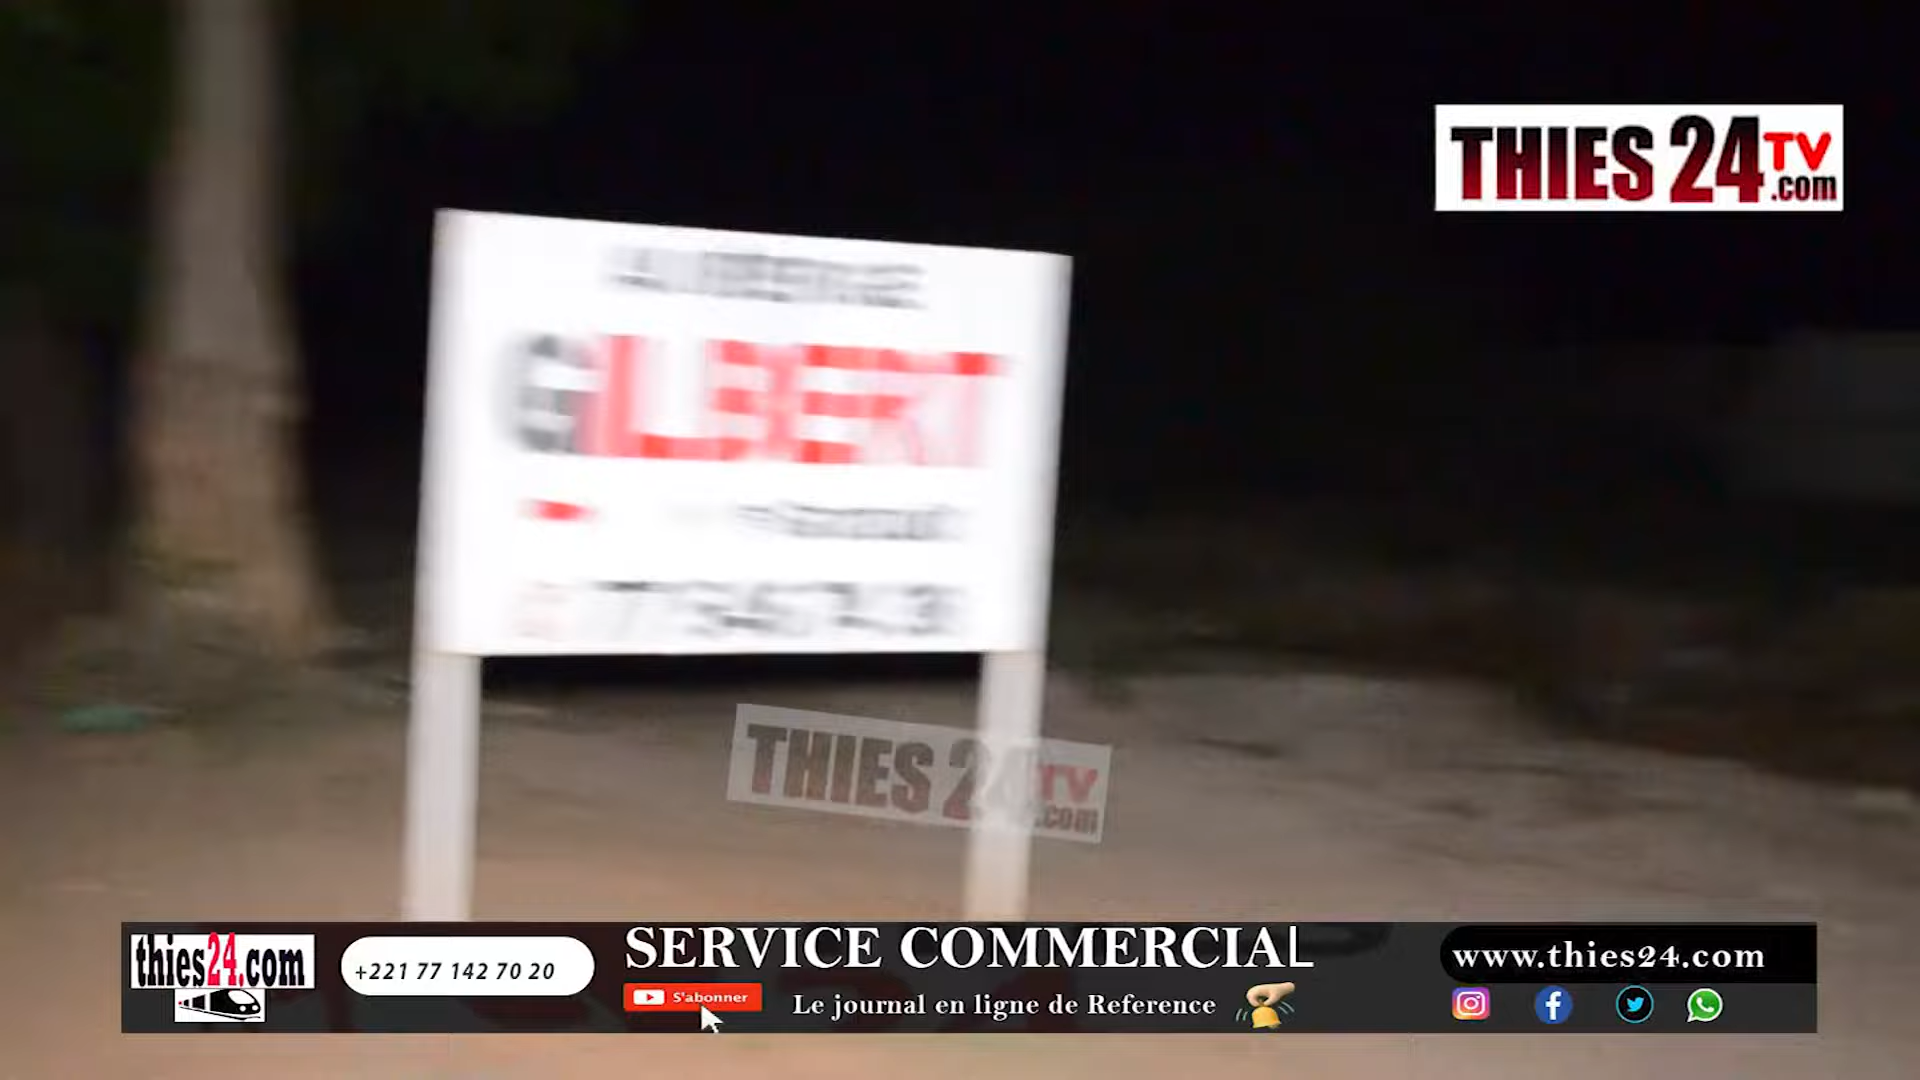 THIES 24 TV .com
AUBERGE
GILBERT
THIES 24 TV .com
thies24.com
+221 77 142 70 20
SERVICE COMMERCIAL
S'abonner
Le journal en ligne de Reference
www.thies24.com